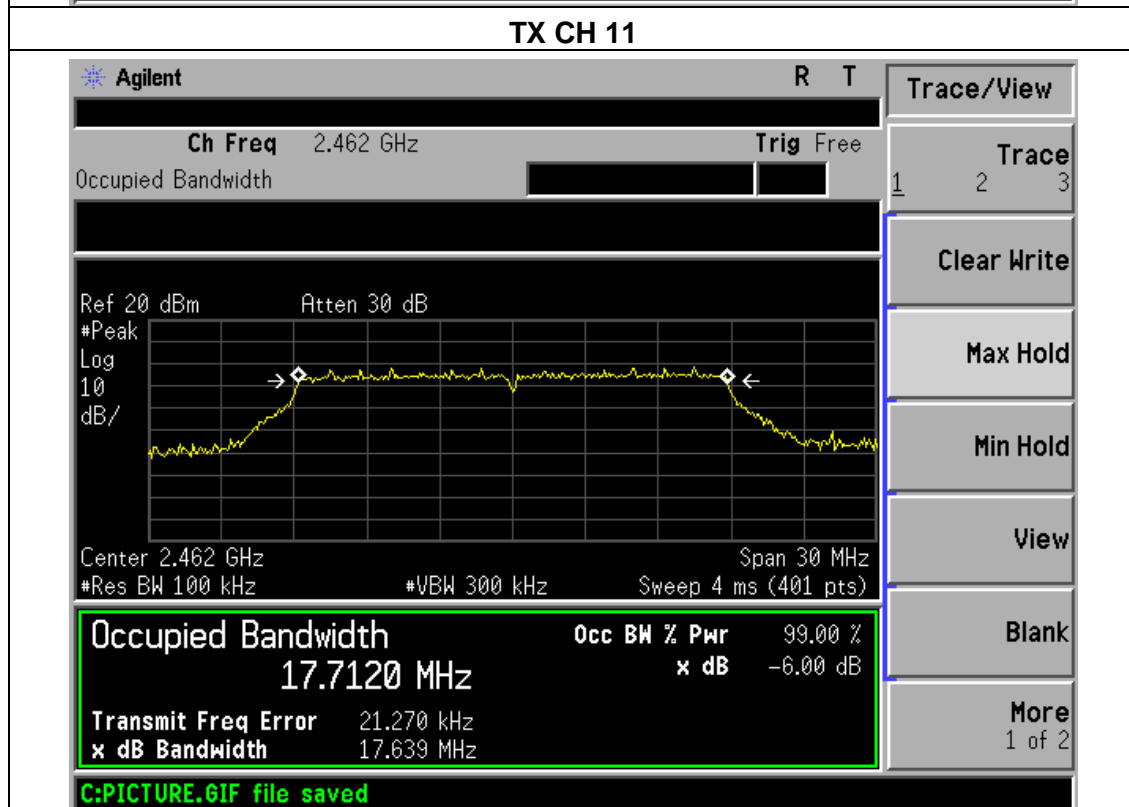 TX CH 11
Agilent R T
Trace/View
Ch Freq 2.462 GHz Trig Free
Occupied Bandwidth
Trace
1 2 3
Clear Write
Ref 20 dBm Atten 30 dB
#Peak
Log
10
dB/
Max Hold
Min Hold
View
Center 2.462 GHz Span 30 MHz
#Res BW 100 kHz #VBW 300 kHz Sweep 4 ms (401 pts)
Occupied Bandwidth
17.7120 MHz
Occ BW % Pwr 99.00 %
x dB -6.00 dB
Blank
Transmit Freq Error 21.270 kHz
x dB Bandwidth 17.639 MHz
More
1 of 2
C:PICTURE.GIF file saved